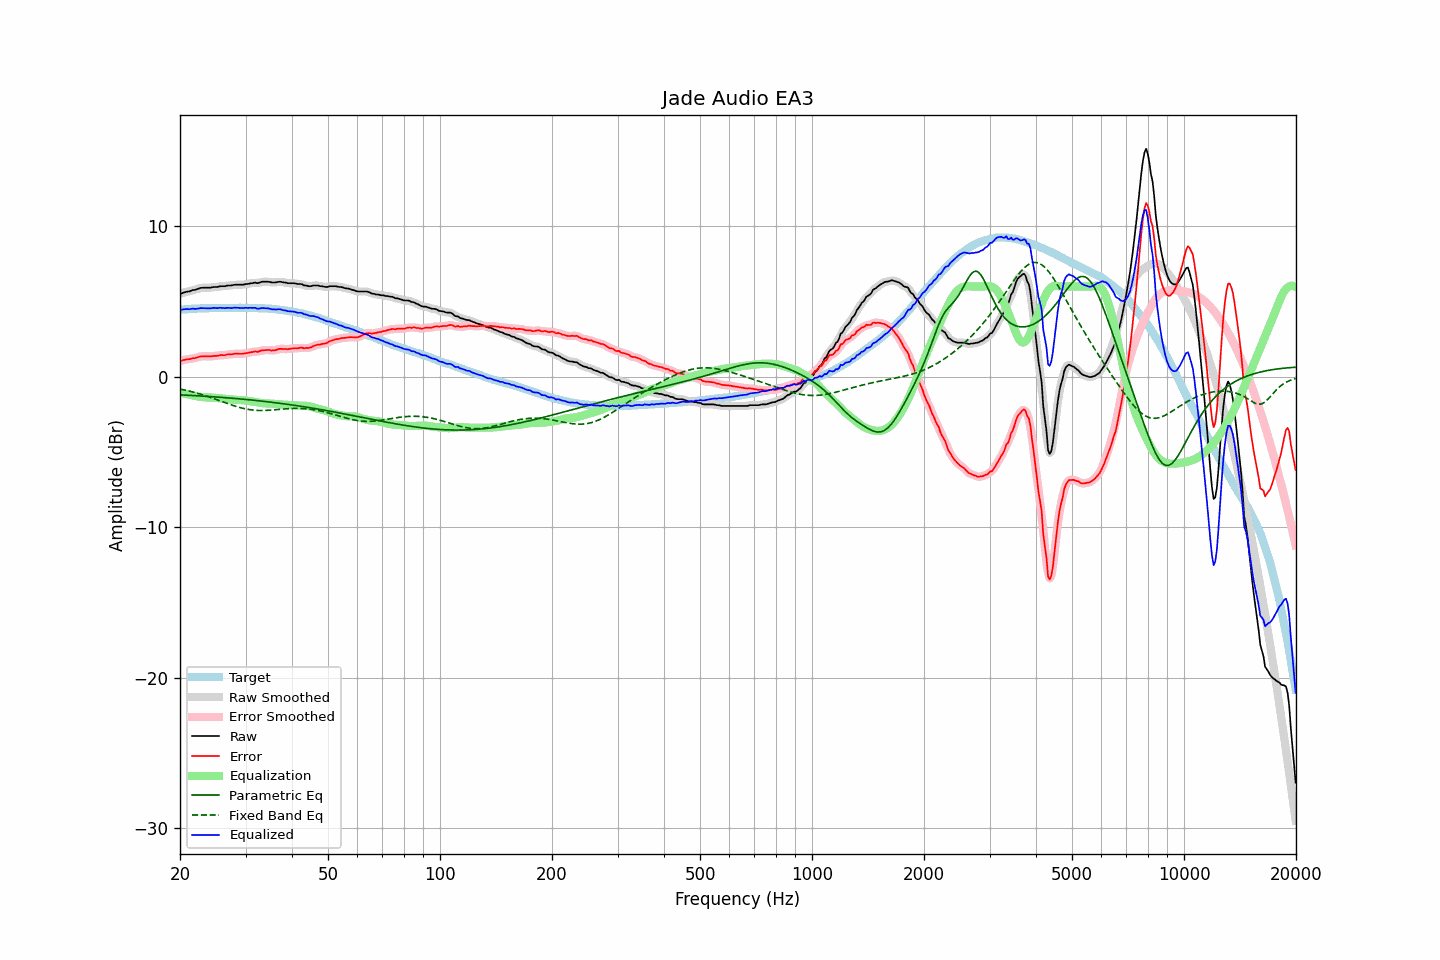 Jade Audio EA3
Amplitude (dBr)
10
0
−10
−20
−30
Target
Raw Smoothed
Error Smoothed
Raw
Error
Equalization
Parametric Eq
Fixed Band Eq
Equalized
20 50 100 200 500 1000 2000 5000 10000 20000
Frequency (Hz)